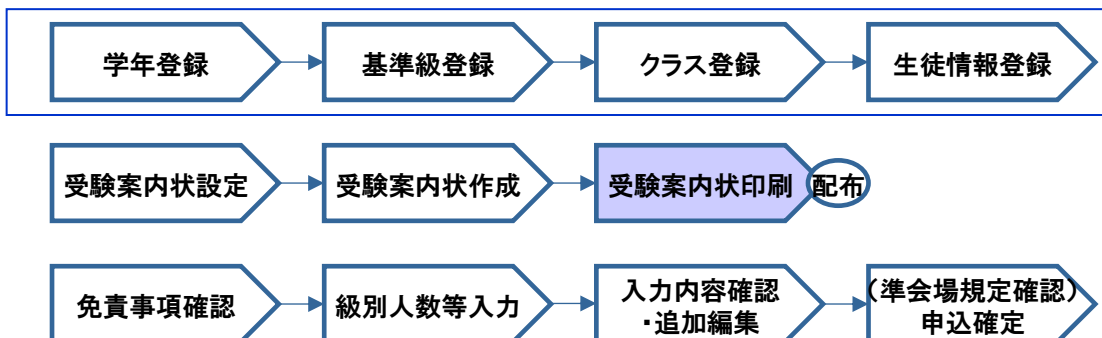 学年登録
基準級登録
クラス登録
生徒情報登録
受験案内状設定
受験案内状作成
受験案内状印刷
配布
免責事項確認
級別人数等入力
入力内容確認
・追加編集
（準会場規定確認）
申込確定